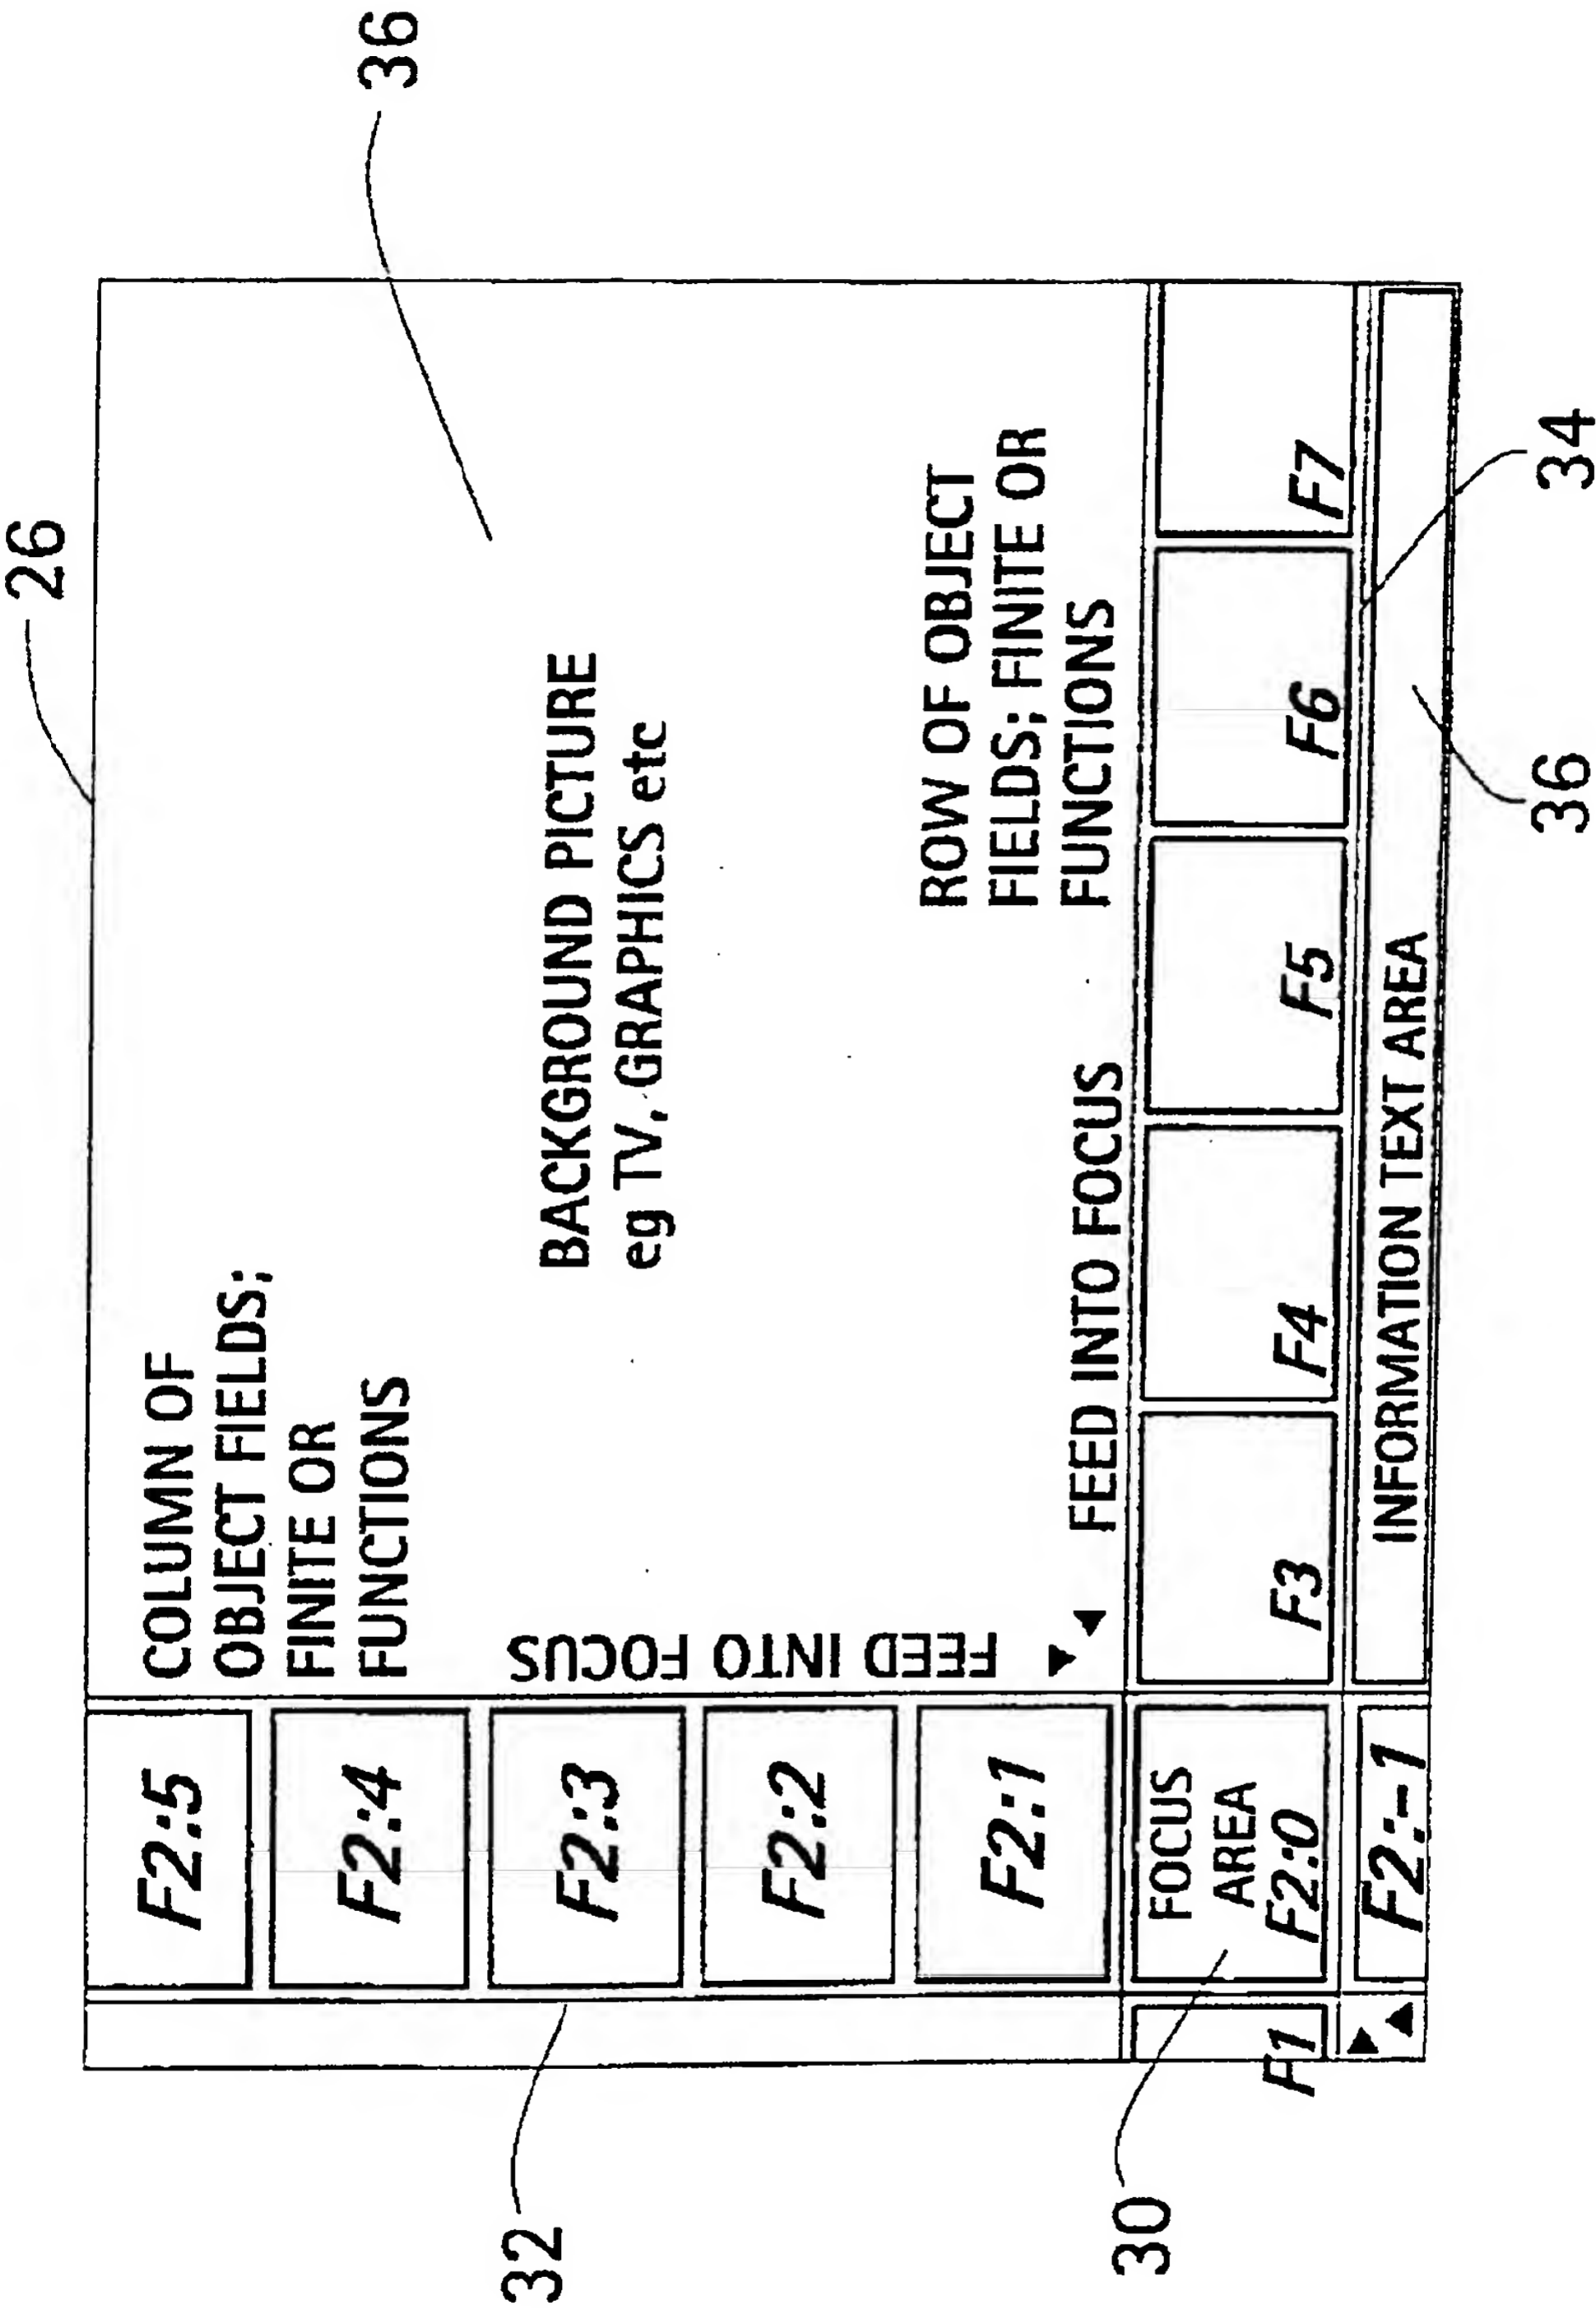 26
36
COLUMN OF
OBJECT FIELDS;
FINITE OR
FUNCTIONS
BACKGROUND PICTURE
eg TV, GRAPHICS etc
ROW OF OBJECT
FIELDS; FINITE OR
FUNCTIONS
FEED INTO FOCUS
FEED INTO FOCUS
F2:5
F2:4
F2:3
F2:2
F2:1
FOCUS
AREA
F2:0
F2:-1
F1
F3
F4
F5
F6
F7
INFORMATION TEXT AREA
32
30
36
34